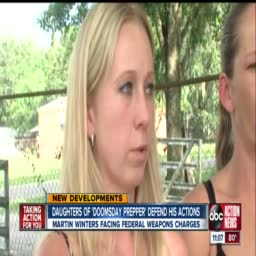 NEW DEVELOPMENTS
TAKING
ACTION
FOR YOU
DAUGHTERS OF 'DOOMSDAY PREPPER' DEFEND HIS ACTIONS
MARTIN WINTERS FACING FEDERAL WEAPONS CHARGES
abc
ACTION
NEWS
11:07 80°